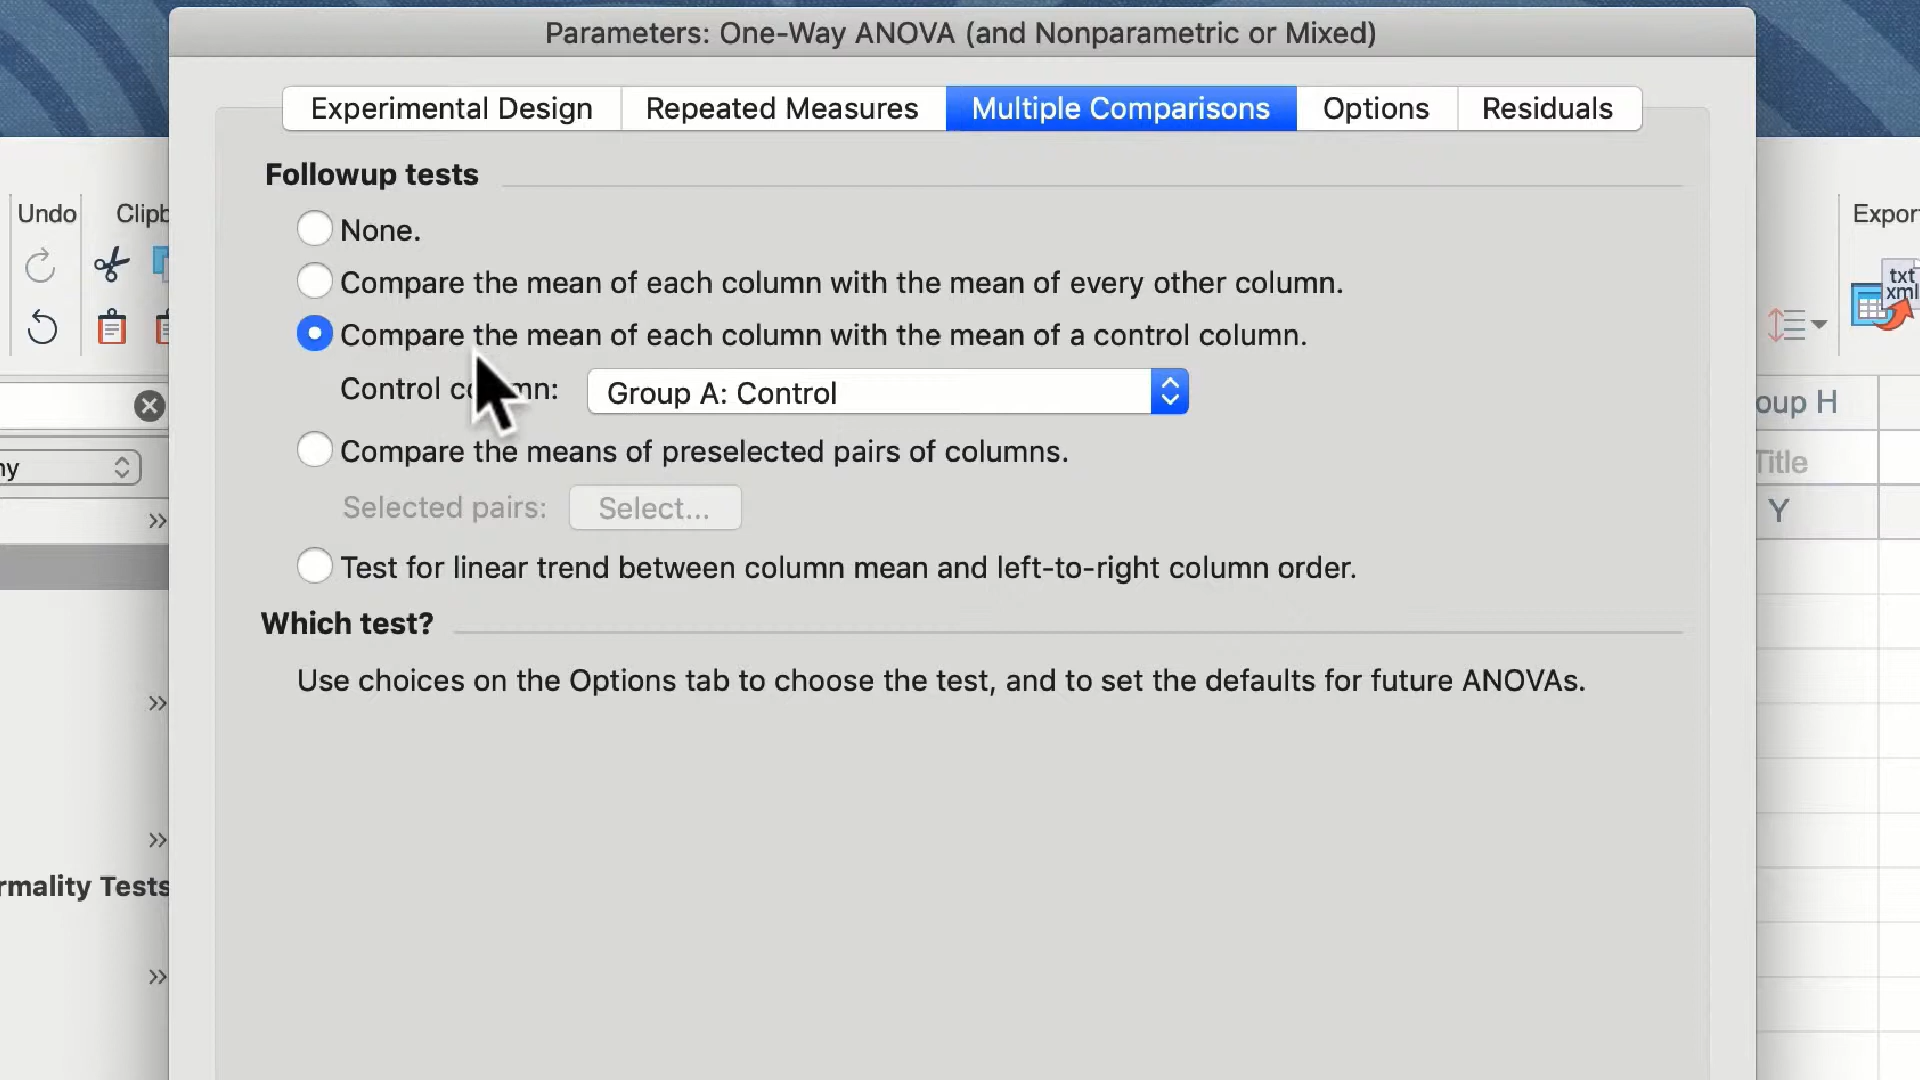 Parameters: One-Way ANOVA (and Nonparametric or Mixed)
Experimental Design
Repeated Measures
Multiple Comparisons
Options
Residuals
Followup tests
Undo
Clipb
Expor
None.
Compare the mean of each column with the mean of every other column.
txt
xml
Compare the mean of each column with the mean of a control column.
Control column:
Group A: Control
oup H
Compare the means of preselected pairs of columns.
Title
Selected pairs:
Select...
Y
Test for linear trend between column mean and left-to-right column order.
Which test?
Use choices on the Options tab to choose the test, and to set the defaults for future ANOVAs.
rmality Tests